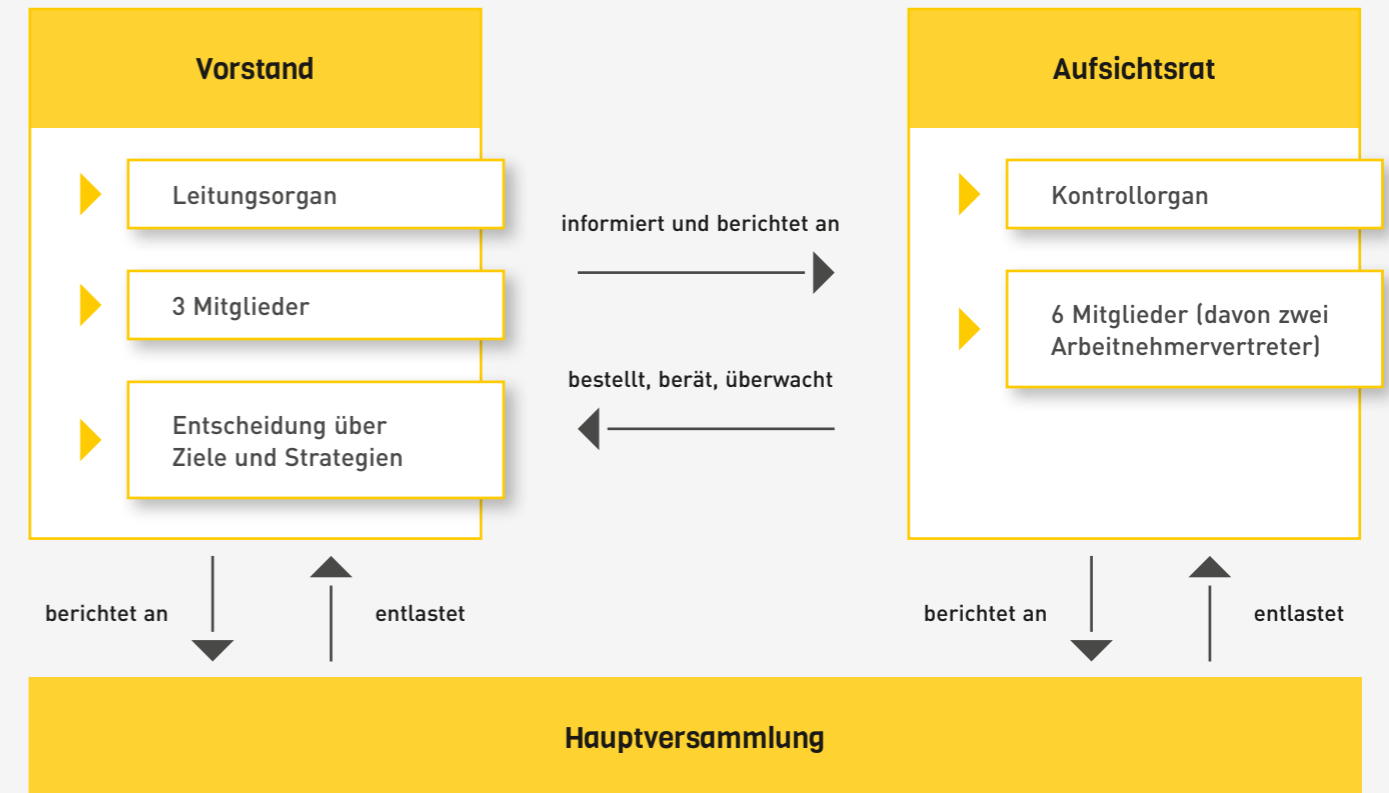 Vorstand
Leitungsorgan
3 Mitglieder
Entscheidung über
Ziele und Strategien
informiert und berichtet an
bestellt, berät, überwacht
Aufsichtsrat
Kontrollorgan
6 Mitglieder (davon zwei
Arbeitnehmervertreter)
berichtet an
entlastet
berichtet an
entlastet
Hauptversammlung